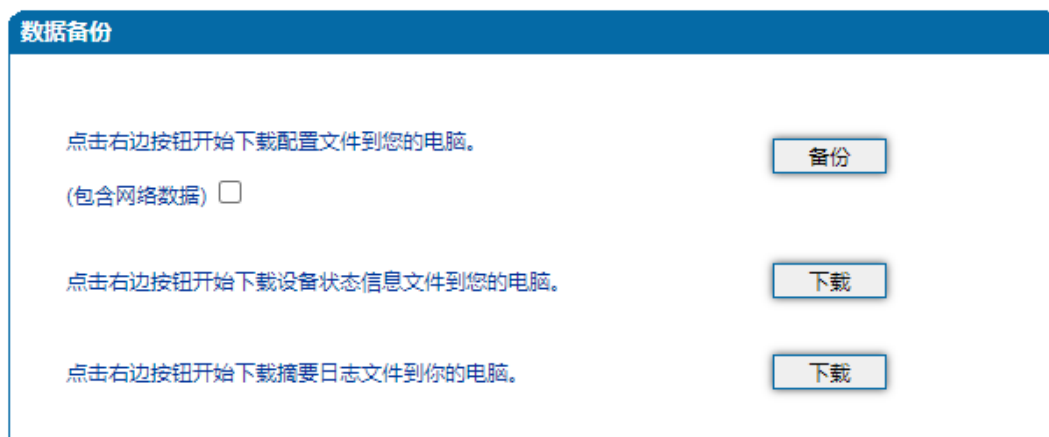 数据备份
点击右边按钮开始下载配置文件到您的电脑。
备份
(包含网络数据)
点击右边按钮开始下载设备状态信息文件到您的电脑。
下载
点击右边按钮开始下载摘要日志文件到你的电脑。
下载